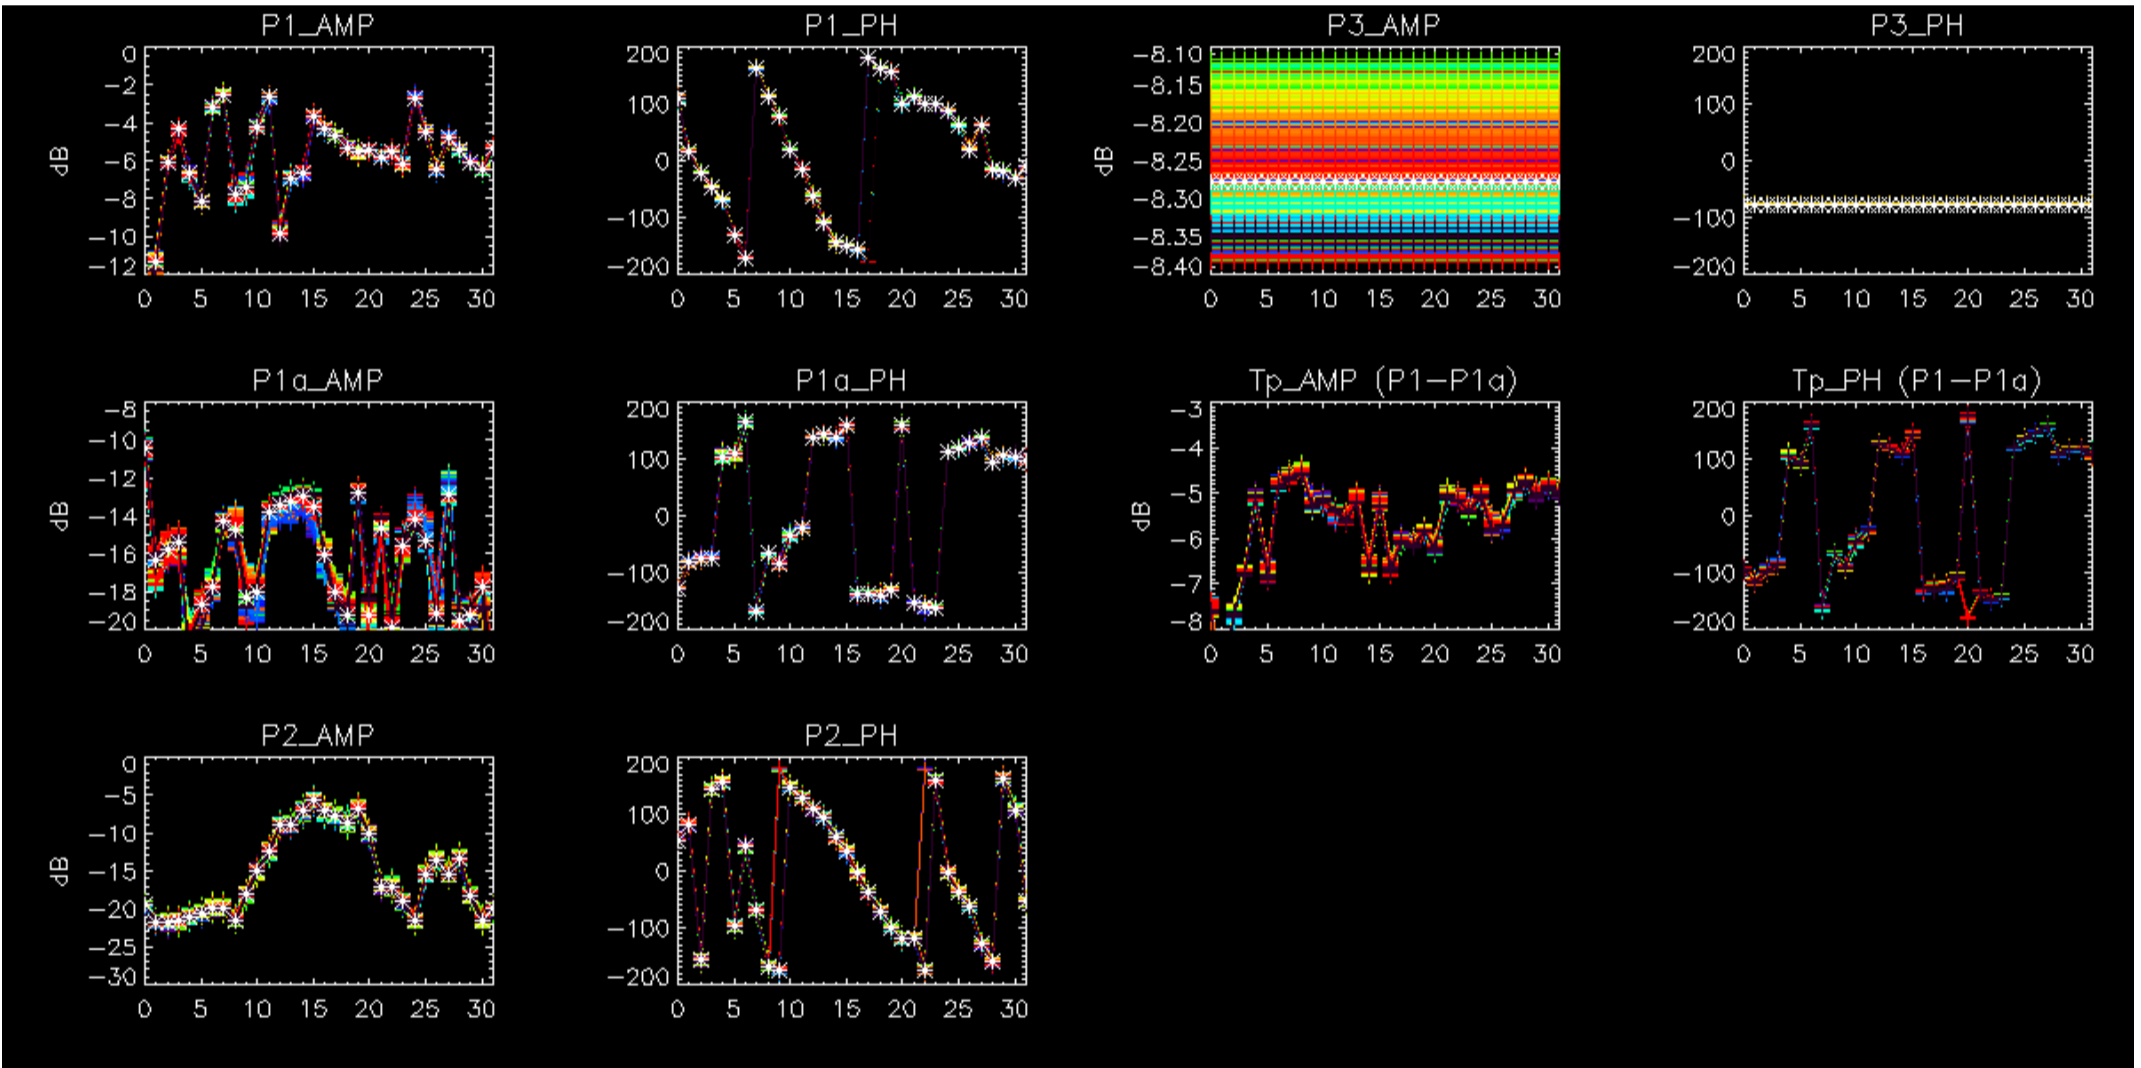 P1_AMP
P1_PH
P3_AMP
P3_PH
0
-2
-4
-6
-8
-10
-12
dB
0 5 10 15 20 25 30
200
100
0
-100
-200
0 5 10 15 20 25 30
-8.10
-8.15
-8.20
-8.25
-8.30
-8.35
-8.40
dB
0 5 10 15 20 25 30
200
100
0
-100
-200
0 5 10 15 20 25 30
P1a_AMP
P1a_PH
Tp_AMP (P1-P1a)
Tp_PH (P1-P1a)
-8
-10
-12
-14
-16
-18
-20
dB
0 5 10 15 20 25 30
200
100
0
-100
-200
0 5 10 15 20 25 30
-3
-4
-5
-6
-7
-8
dB
0 5 10 15 20 25 30
200
100
0
-100
-200
0 5 10 15 20 25 30
P2_AMP
P2_PH
0
-5
-10
-15
-20
-25
-30
dB
0 5 10 15 20 25 30
200
100
0
-100
-200
0 5 10 15 20 25 30